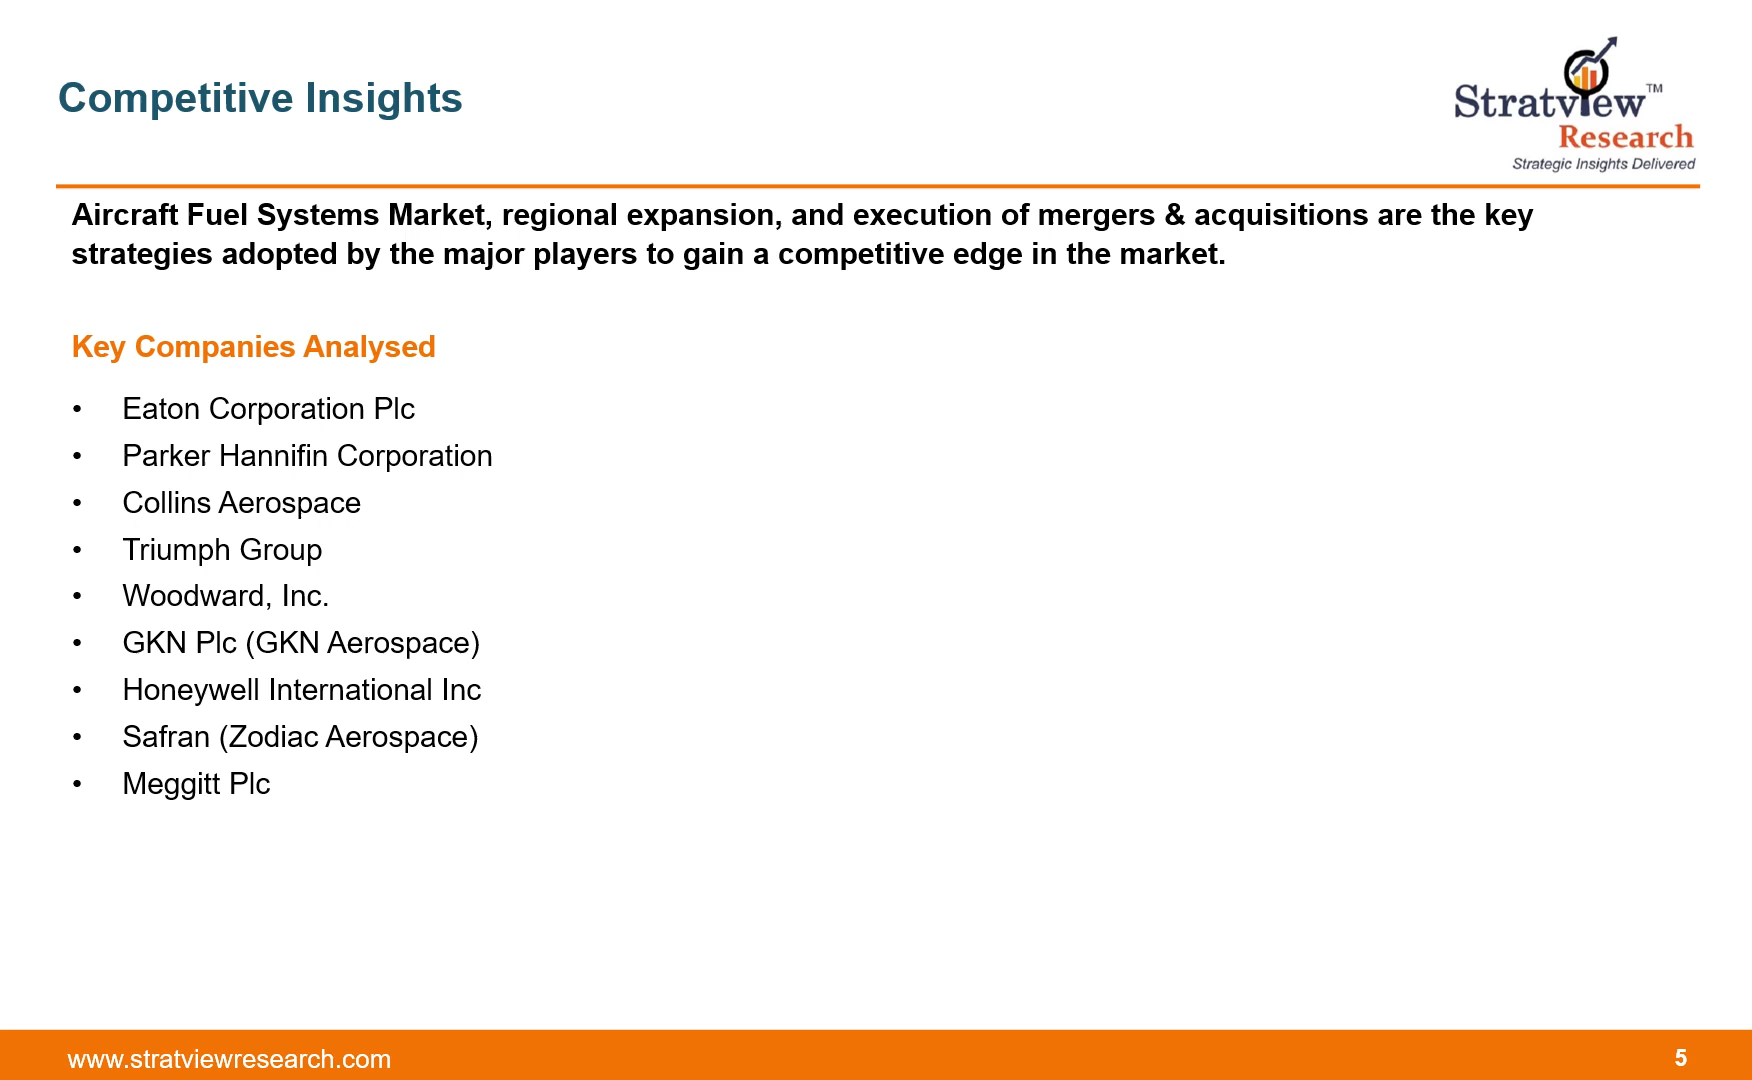 Competitive Insights
Stratview™
Research
Strategic Insights Delivered
Aircraft Fuel Systems Market, regional expansion, and execution of mergers & acquisitions are the key
strategies adopted by the major players to gain a competitive edge in the market.
Key Companies Analysed
• Eaton Corporation Plc
• Parker Hannifin Corporation
• Collins Aerospace
• Triumph Group
• Woodward, Inc.
• GKN Plc (GKN Aerospace)
• Honeywell International Inc
• Safran (Zodiac Aerospace)
• Meggitt Plc
www.stratviewresearch.com
5